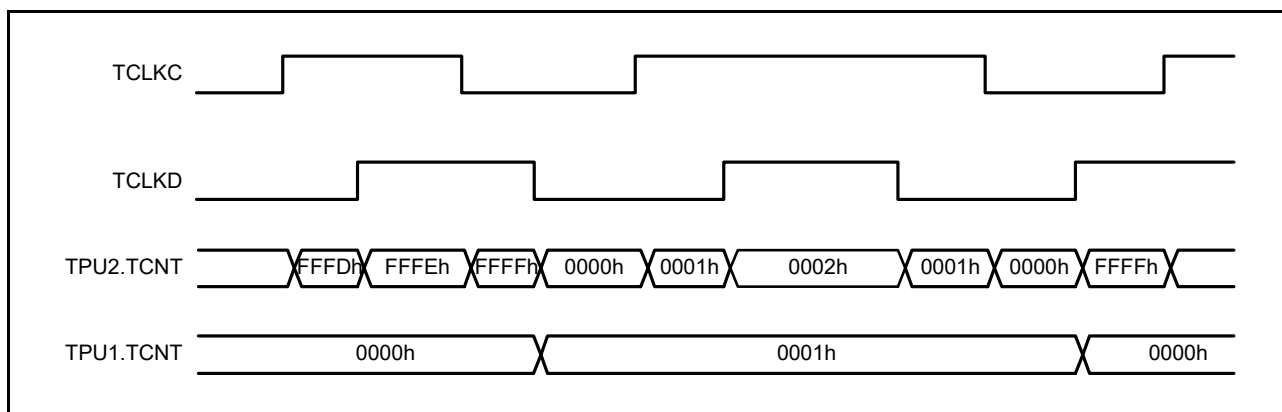 TCLKC
TCLKD
TPU2.TCNT FFFDh FFFEh FFFFh 0000h 0001h 0002h 0001h 0000h FFFFh
TPU1.TCNT 0000h 0001h 0000h